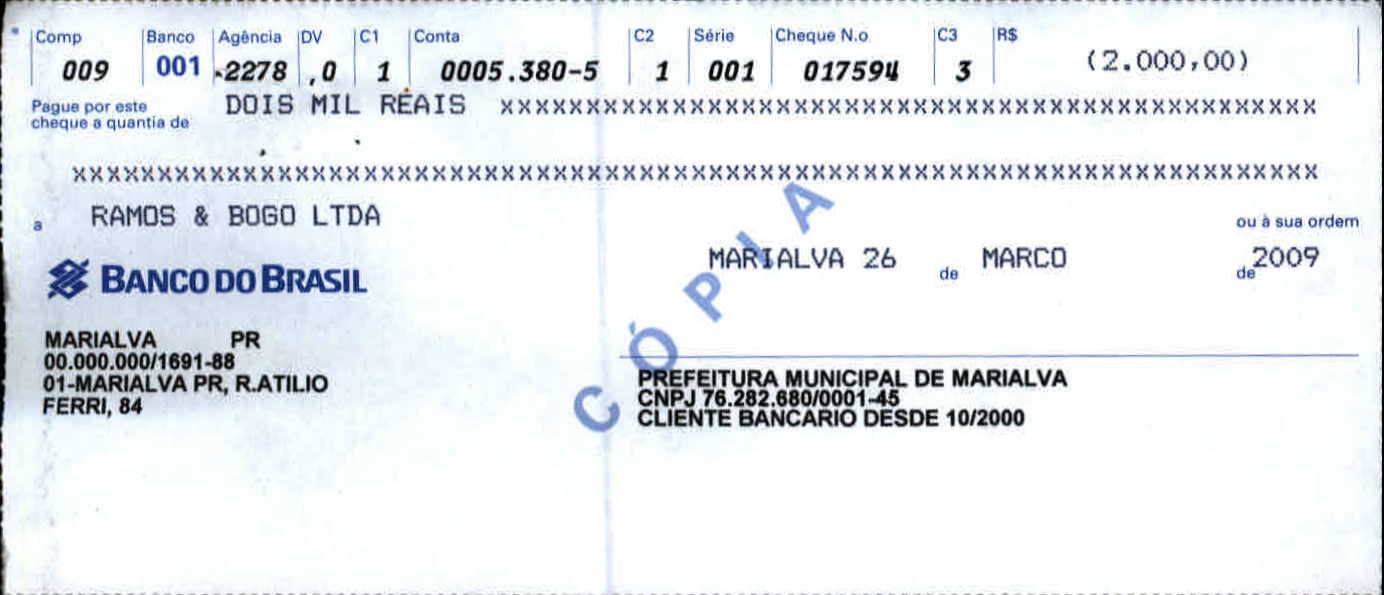 Comp Banco Agência DV C1 Conta C2 Série Cheque N.o C3 R$
009 001 2278 0 1 0005.380-5 1 001 017594 3 (2.000,00)
Pague por este cheque a quantia de DOIS MIL REAIS XXXXXXXXXXXXXXXXXXXXXXXXXXXXXXXXXXXXXXXXXXXXXXXX
XXXXXXXXXXXXXXXXXXXXXXXXXXXXXXXXXXXXXXXXXXXXXXXXXXXXXXXXXXXXXXXXXXXXXXXXX
a RAMOS & BOGO LTDA ou à sua ordem
MARIALVA 26 de MARCO de 2009
BANCO DO BRASIL
CÓPIA
MARIALVA PR
00.000.000/1691-88
01-MARIALVA PR, R.ATILIO
FERRI, 84
PREFEITURA MUNICIPAL DE MARIALVA
CNPJ 76.282.680/0001-45
CLIENTE BANCARIO DESDE 10/2000